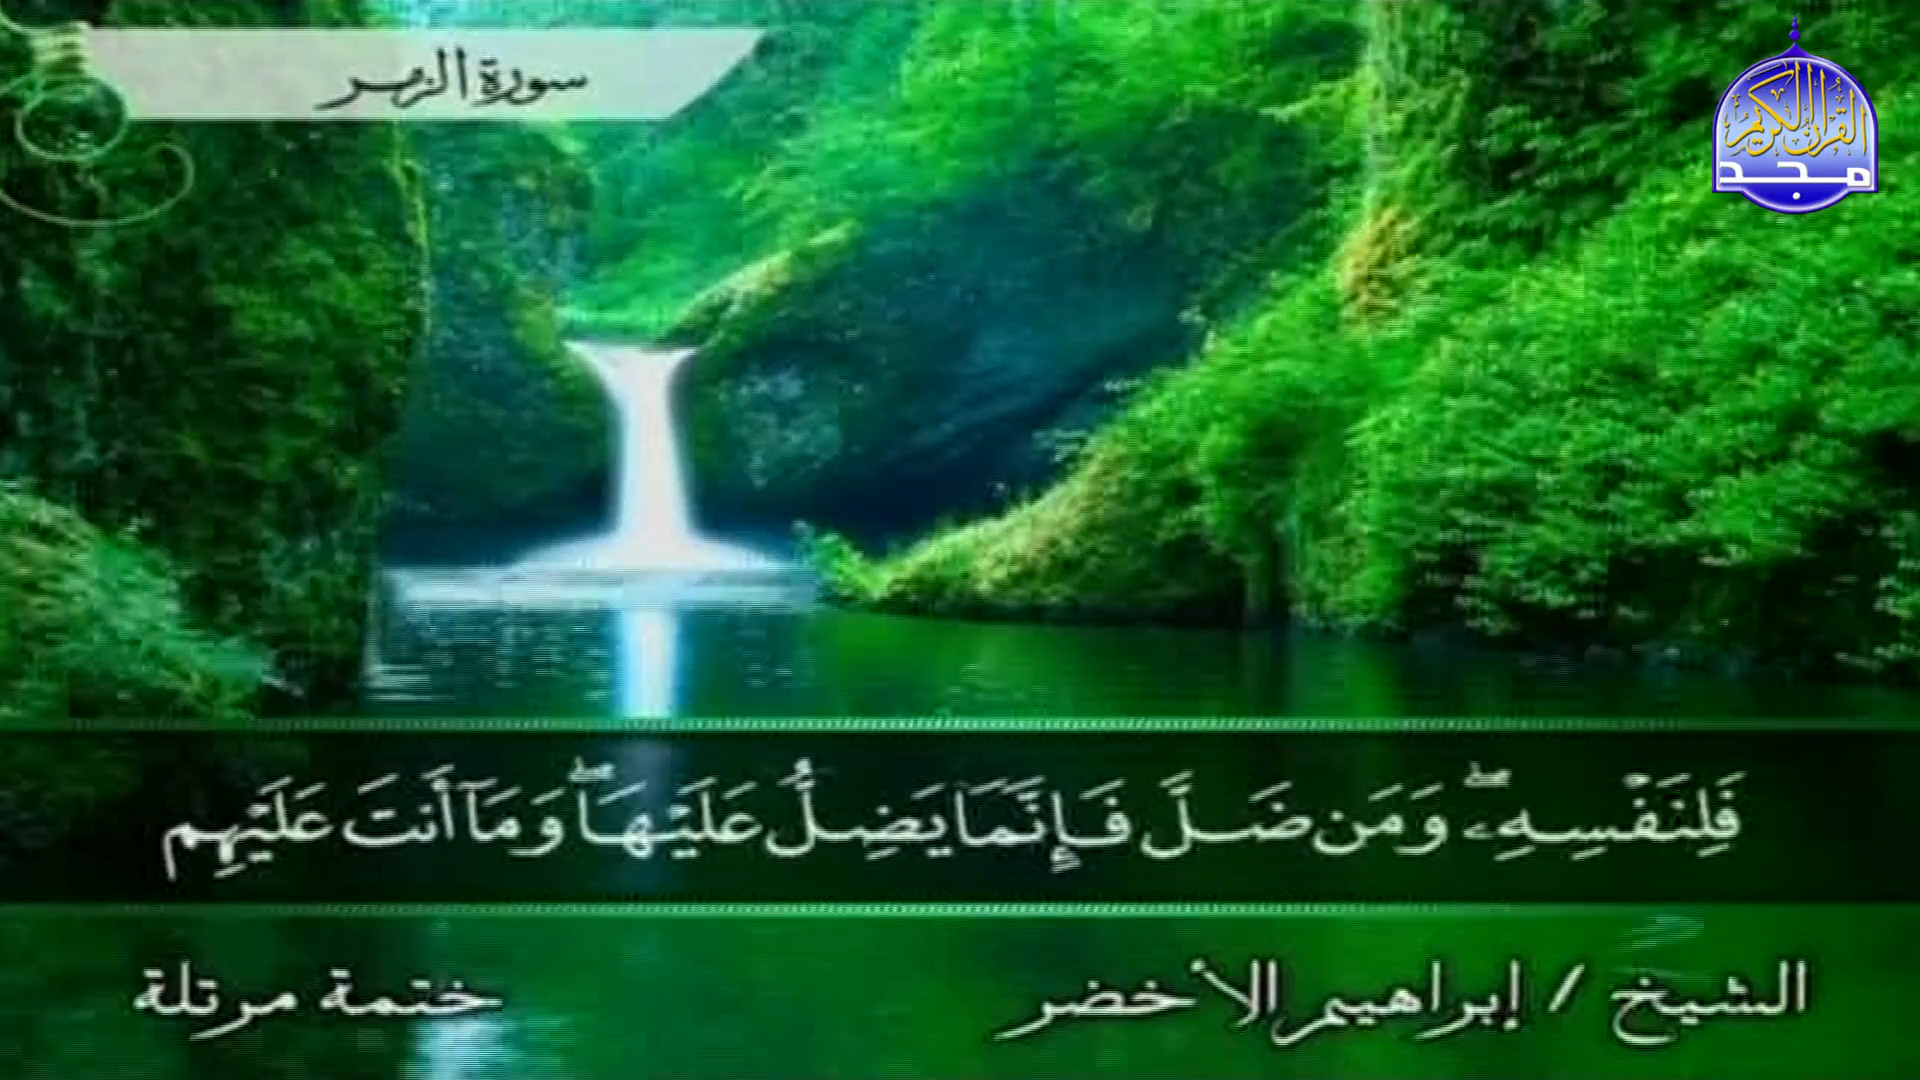 سورة الزمر
القرآن الكريم
مجد
فَلِنَفْسِهِۦۖ وَمَن ضَلَّ فَإِنَّمَا يَضِلُّ عَلَيْهَاۖ وَمَآ أَنتَ عَلَيْهِم
الشيخ / إبراهيم الأخضر
ختمة مرتلة